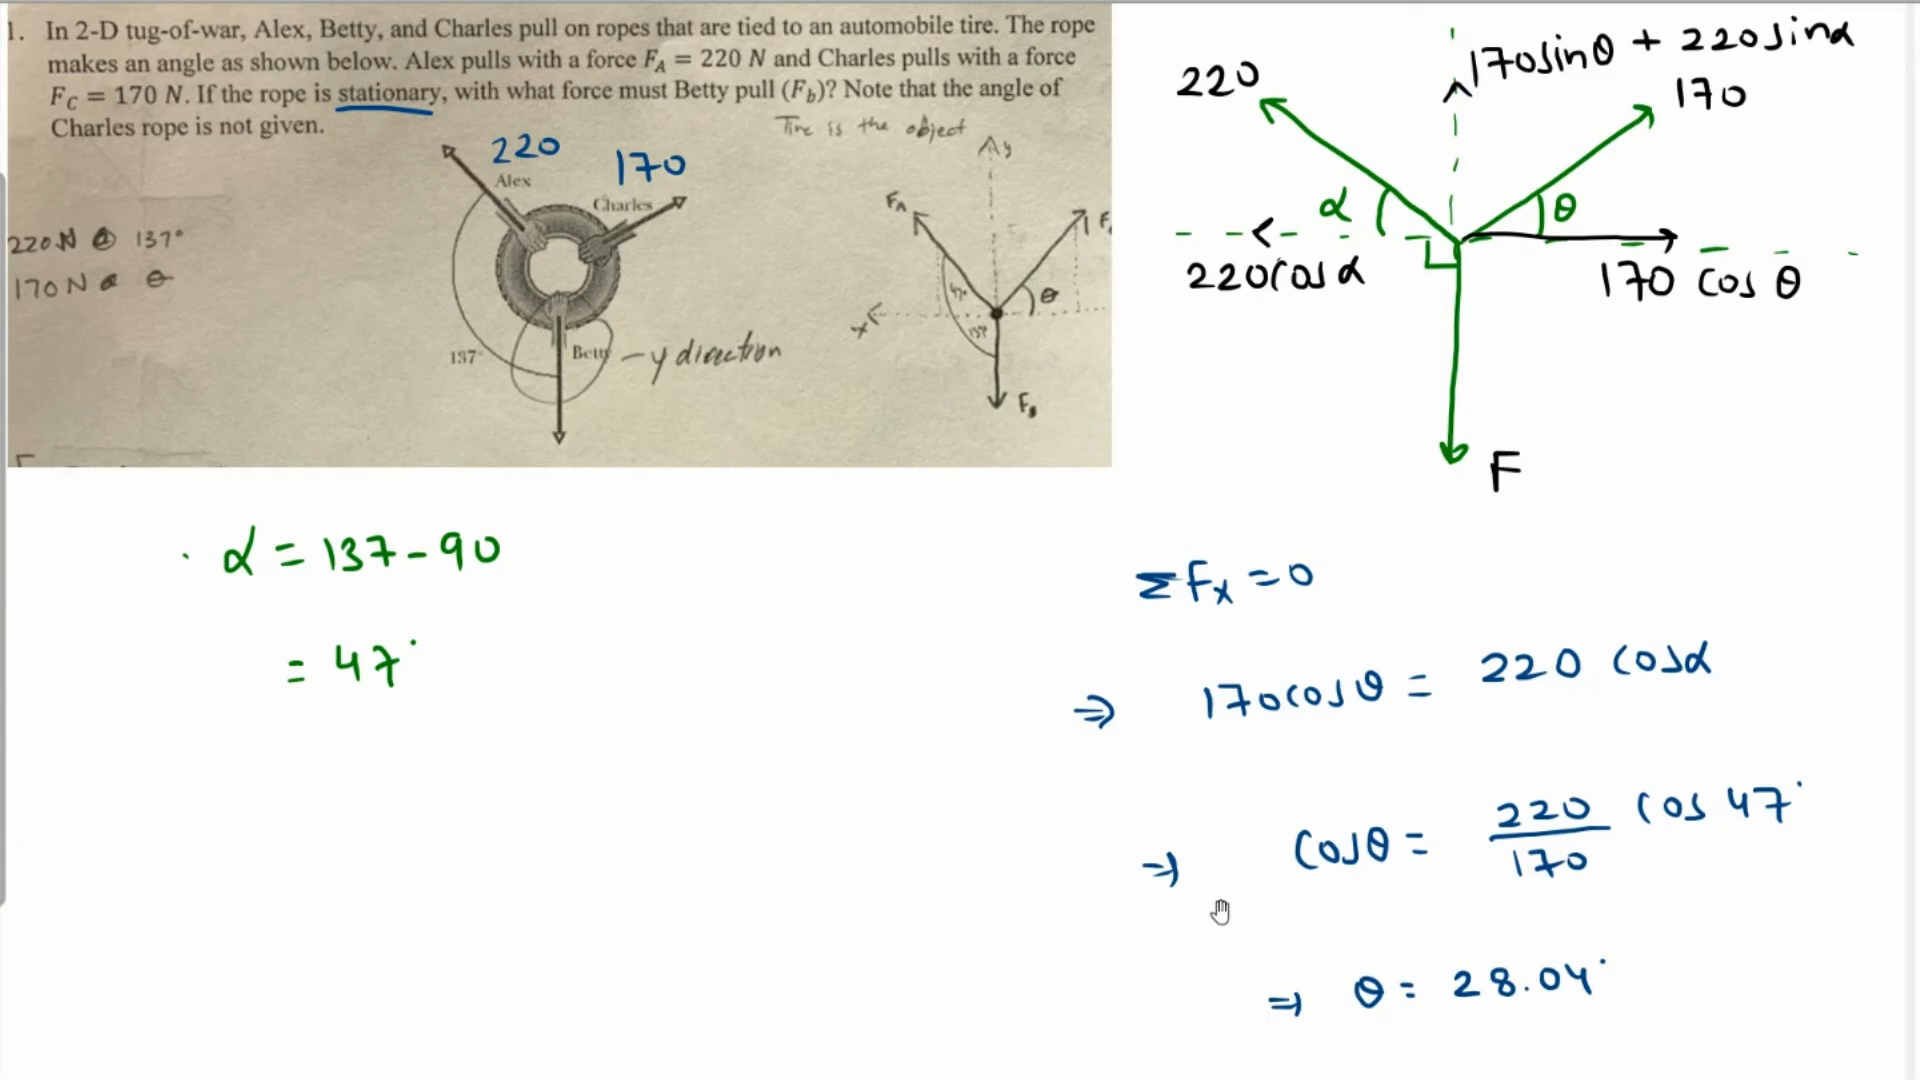 1. In 2-D tug-of-war, Alex, Betty, and Charles pull on ropes that are tied to an automobile tire. The rope
makes an angle as shown below. Alex pulls with a force F_A = 220 N and Charles pulls with a force
F_C = 170 N. If the rope is stationary, with what force must Betty pull (F_b)? Note that the angle of
Charles rope is not given.
Tire is the object
220
170
Alex
Charles
220 N @ 137°
170 N @ θ
137°
Betty
-y direction
y
F_A
47°
θ
x
137
F_B
170sinθ + 220sinα
220
170
α
θ
220cosα
170 cosθ
F
α = 137-90
= 47°
ΣFx = 0
⇒ 170cosθ = 220 cosα
⇒ cosθ = 220/170 cos 47°
⇒ θ = 28.04°